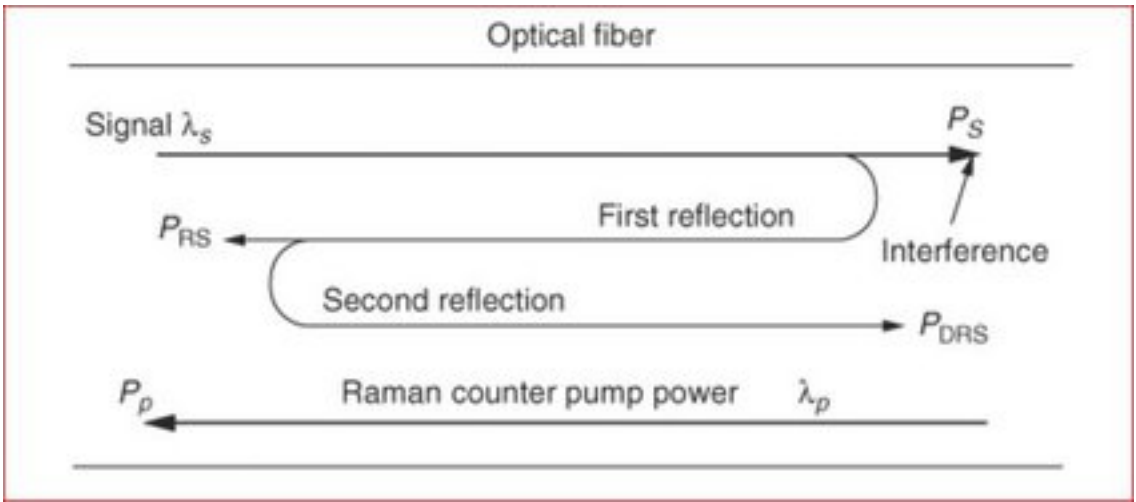 Optical fiber
Signal λs
PS
First reflection
PRS
Interference
Second reflection
PDRS
Pp
Raman counter pump power λp